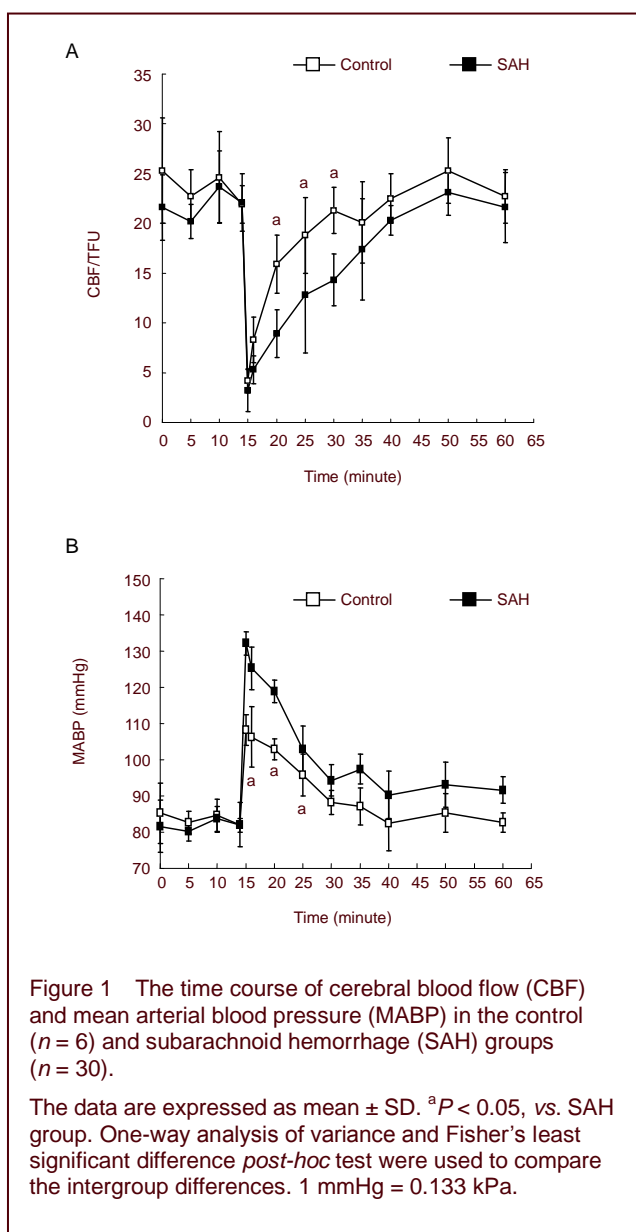 A
Control SAH
35
30
25
20
15
10
5
0
CBF/TFU
a a a
0 5 10 15 20 25 30 35 40 45 50 55 60 65
Time (minute)
B
Control SAH
150
140
130
120
110
100
90
80
70
MABP (mmHg)
a a a
0 5 10 15 20 25 30 35 40 45 50 55 60 65
Time (minute)
Figure 1 The time course of cerebral blood flow (CBF)
and mean arterial blood pressure (MABP) in the control
(n = 6) and subarachnoid hemorrhage (SAH) groups
(n = 30).
The data are expressed as mean ± SD. ᵃP < 0.05, vs. SAH
group. One-way analysis of variance and Fisher's least
significant difference post-hoc test were used to compare
the intergroup differences. 1 mmHg = 0.133 kPa.